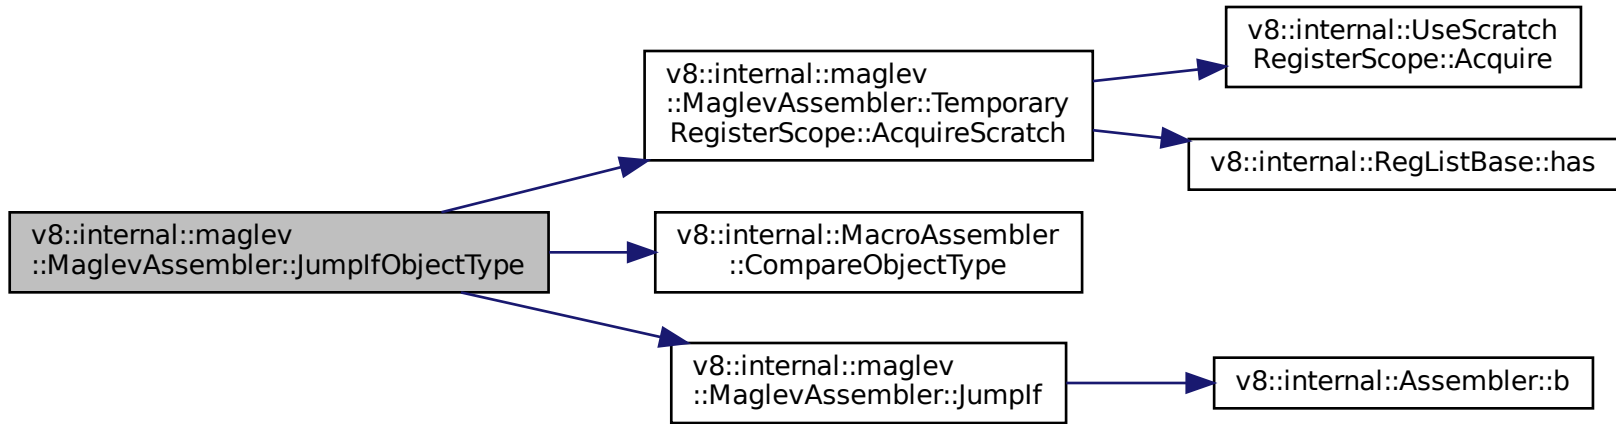 v8::internal::maglev
::MaglevAssembler::JumpIfObjectType
v8::internal::maglev
::MaglevAssembler::Temporary
RegisterScope::AcquireScratch
v8::internal::UseScratch
RegisterScope::Acquire
v8::internal::RegListBase::has
v8::internal::MacroAssembler
::CompareObjectType
v8::internal::maglev
::MaglevAssembler::JumpIf
v8::internal::Assembler::b